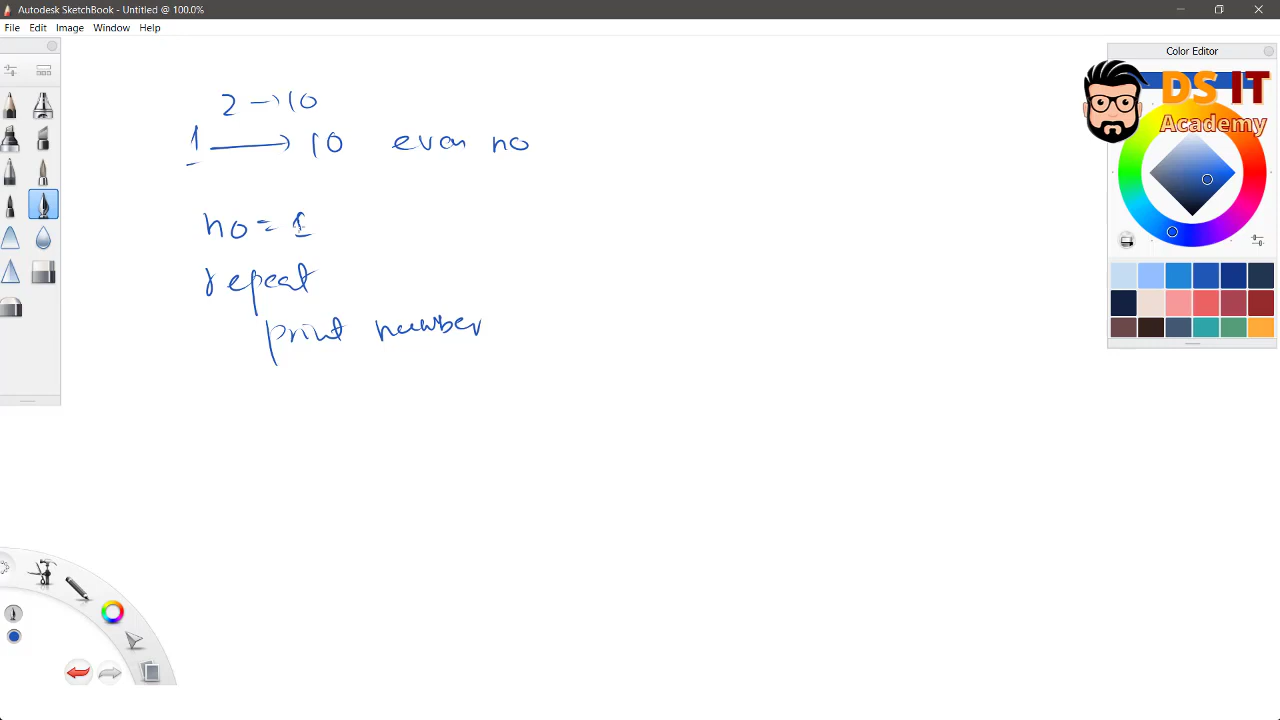 Autodesk SketchBook - Untitled @ 100.0%
File Edit Image Window Help
Color Editor
DS IT
Academy
2 → 10
1 → 10 even no
no = 1
repeat
print number